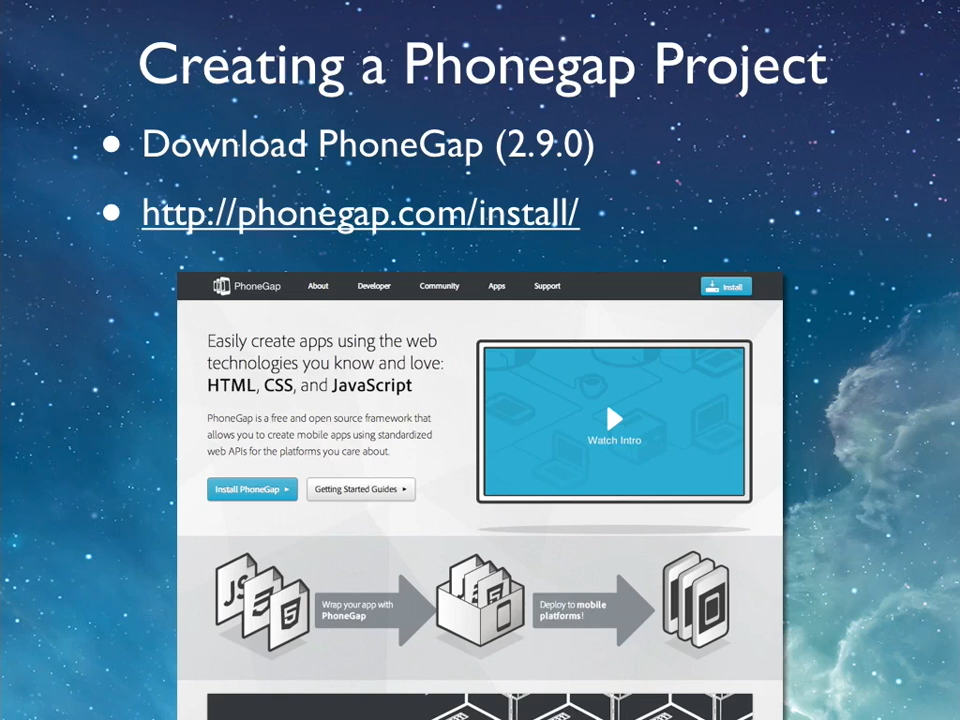 Creating a Phonegap Project
• Download PhoneGap (2.9.0)
• http://phonegap.com/install/
PhoneGap About Developer Community Apps Support Install
Easily create apps using the web
technologies you know and love:
HTML, CSS, and JavaScript
PhoneGap is a free and open source framework that
allows you to create mobile apps using standardized
web APIs for the platforms you care about.
Install PhoneGap Getting Started Guides
Watch Intro
JS
Wrap your app with
PhoneGap
Deploy to mobile
platforms!